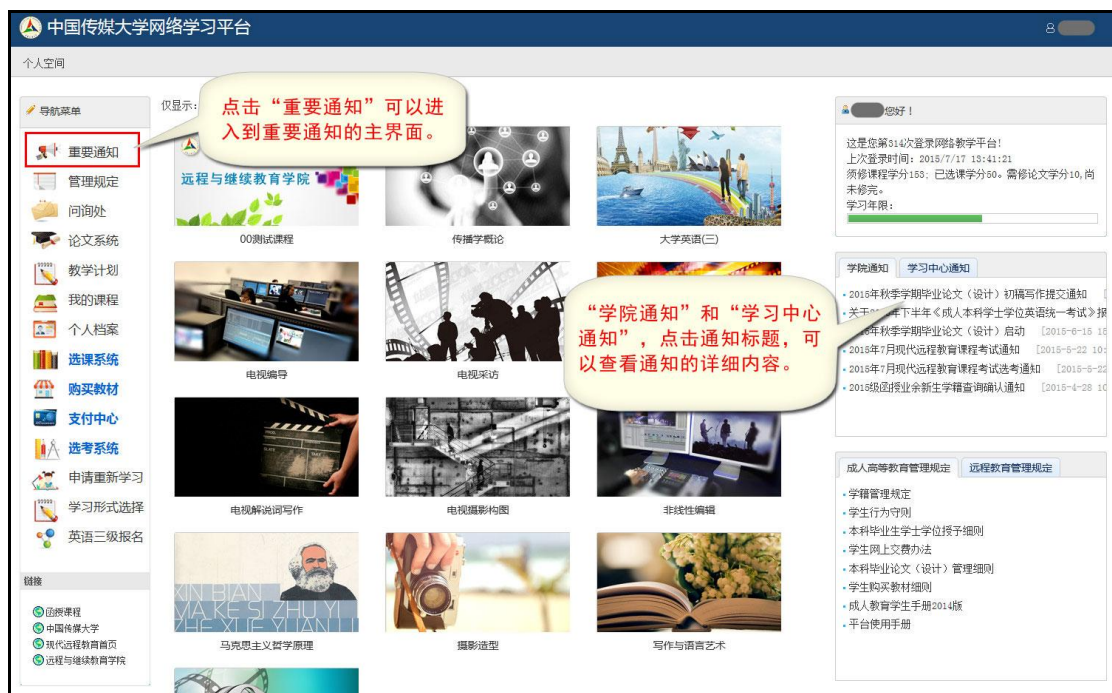 中国传媒大学网络学习平台
个人空间
导航菜单
重要通知
管理规定
问询处
论文系统
教学计划
我的课程
个人档案
选课系统
购买教材
支付中心
选考系统
申请重新学习
学习形式选择
英语三级报名
链接
函授课程
中国传媒大学
现代远程教育首页
远程与继续教育学院
仅显示:
点击“重要通知”可以进
入到重要通知的主界面。
远程与继续教育学院
00测试课程
传播学概论
大学英语(三)
电视编导
电视采访
电视解说词写作
电视摄影构图
非线性编辑
XIN BIAN
MA KE SI ZHU YI
ZHE XUE YUAN LI
马克思主义哲学原理
摄影造型
写作与语言艺术
“学院通知”和“学习中心
通知”，点击通知标题，可
以查看通知的详细内容。
您好！
这是您第314次登录网络教学平台!
上次登录时间：2015/7/17 13:41:21
须修课程学分153; 已选课学分50。需修论文学分10,尚
未修完。
学习年限:
学院通知 学习中心通知
2015年秋季学期毕业论文（设计）初稿写作提交通知
关于 年下半年《成人本科学士学位英语统一考试》报
年秋季学期毕业论文（设计）启动 [2015-6-15 15
2015年7月现代远程教育课程考试通知 [2015-5-22 10:
2015年7月现代远程教育课程考试选考通知 [2015-5-22
2015级函授业余新生学籍查询确认通知 [2015-4-28 10
成人高等教育管理规定 远程教育管理规定
学籍管理规定
学生行为守则
本科毕业生学士学位授予细则
学生网上交费办法
本科毕业论文（设计）管理细则
学生购买教材细则
成人教育学生手册2014版
平台使用手册